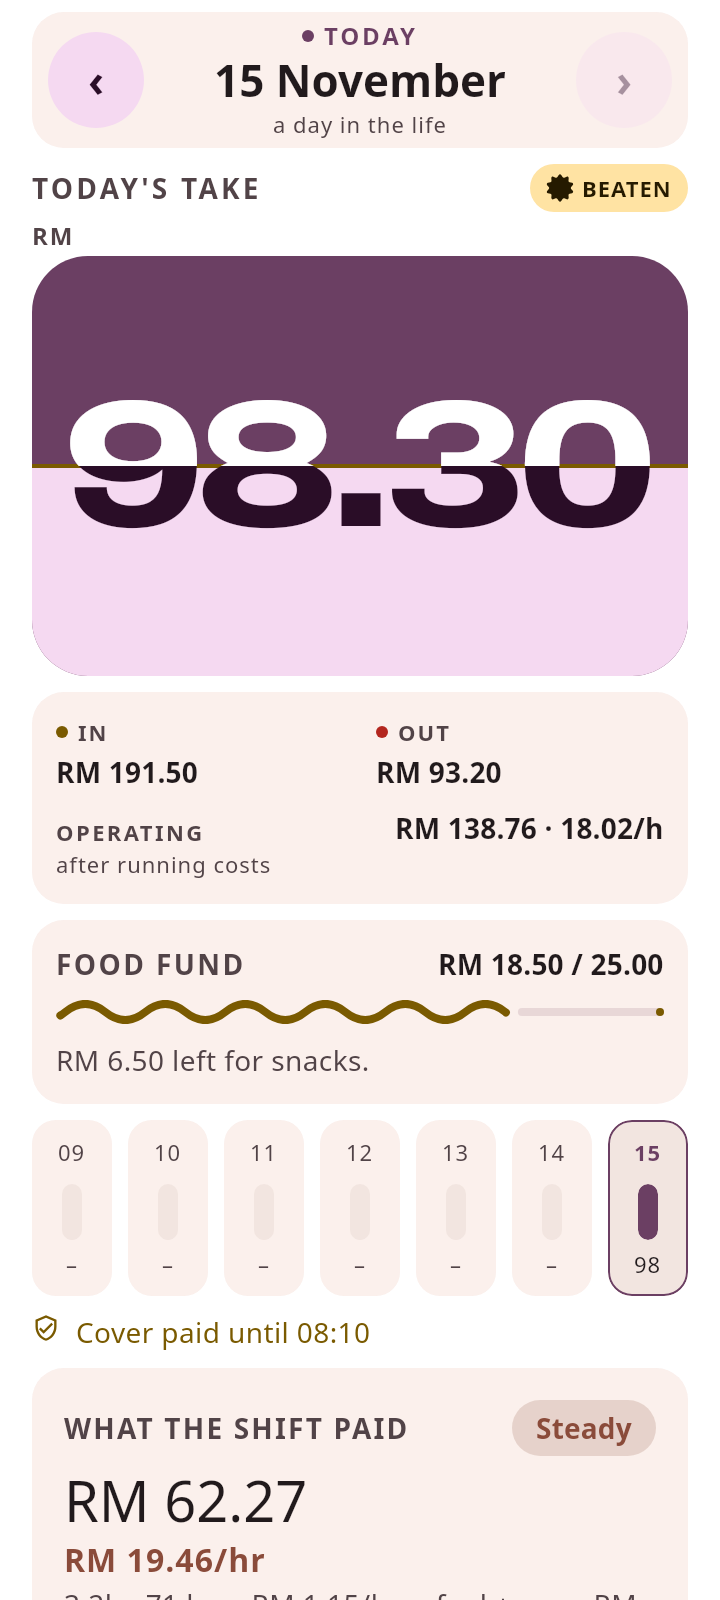 TODAY
‹
15 November
›
a day in the life
TODAY'S TAKE
BEATEN
RM
98.30
IN
OUT
RM 191.50
RM 93.20
OPERATING
RM 138.76 · 18.02/h
after running costs
FOOD FUND
RM 18.50 / 25.00
RM 6.50 left for snacks.
09 10 11 12 13 14 15
– – – – – – 98
Cover paid until 08:10
WHAT THE SHIFT PAID
Steady
RM 62.27
RM 19.46/hr